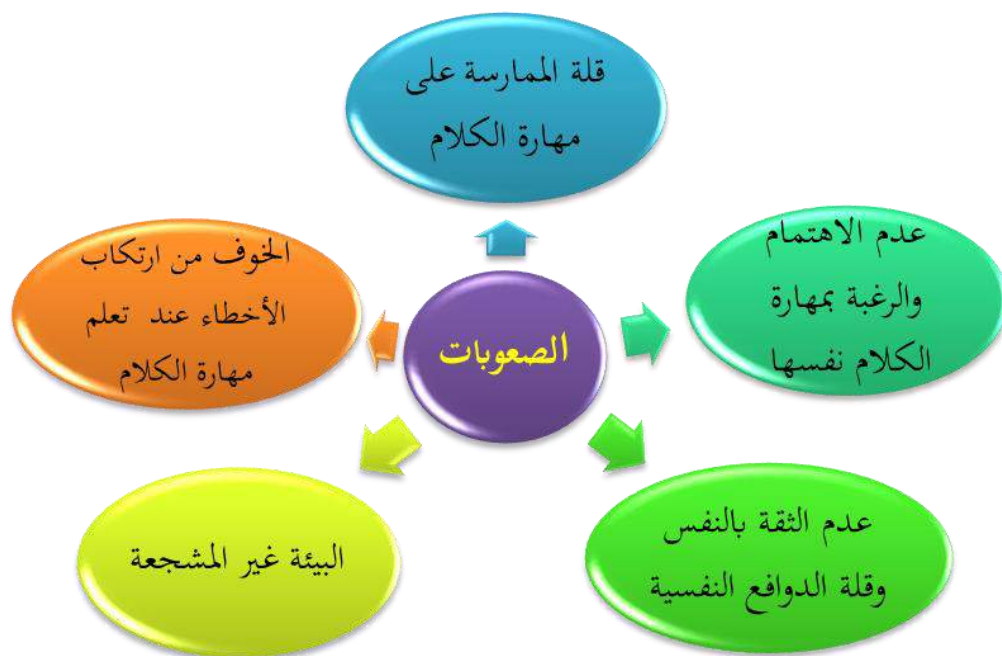 قلة الممارسة على
مهارة الكلام
عدم الاهتمام
والرغبة بمهارة
الكلام نفسها
الخوف من ارتكاب
الأخطاء عند تعلم
مهارة الكلام
الصعوبات
عدم الثقة بالنفس
وقلة الدوافع النفسية
البيئة غير المشجعة